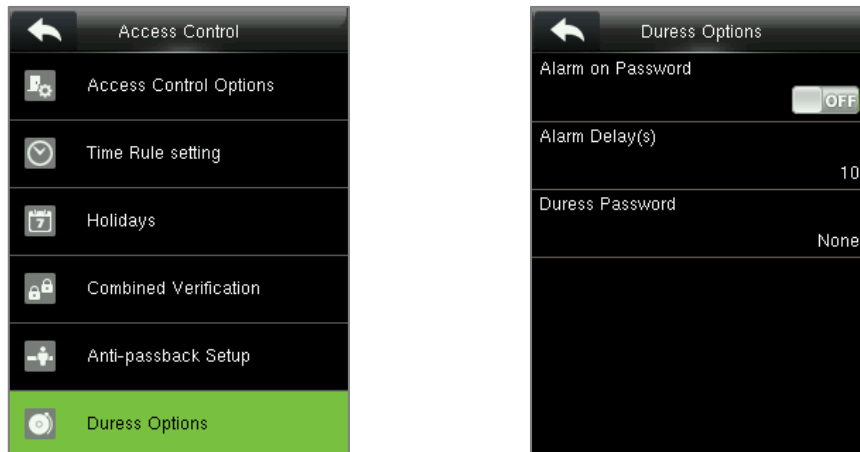 Access Control
Access Control Options
Time Rule setting
7
Holidays
Combined Verification
Anti-passback Setup
Duress Options
Duress Options
Alarm on Password
OFF
Alarm Delay(s)
10
Duress Password
None